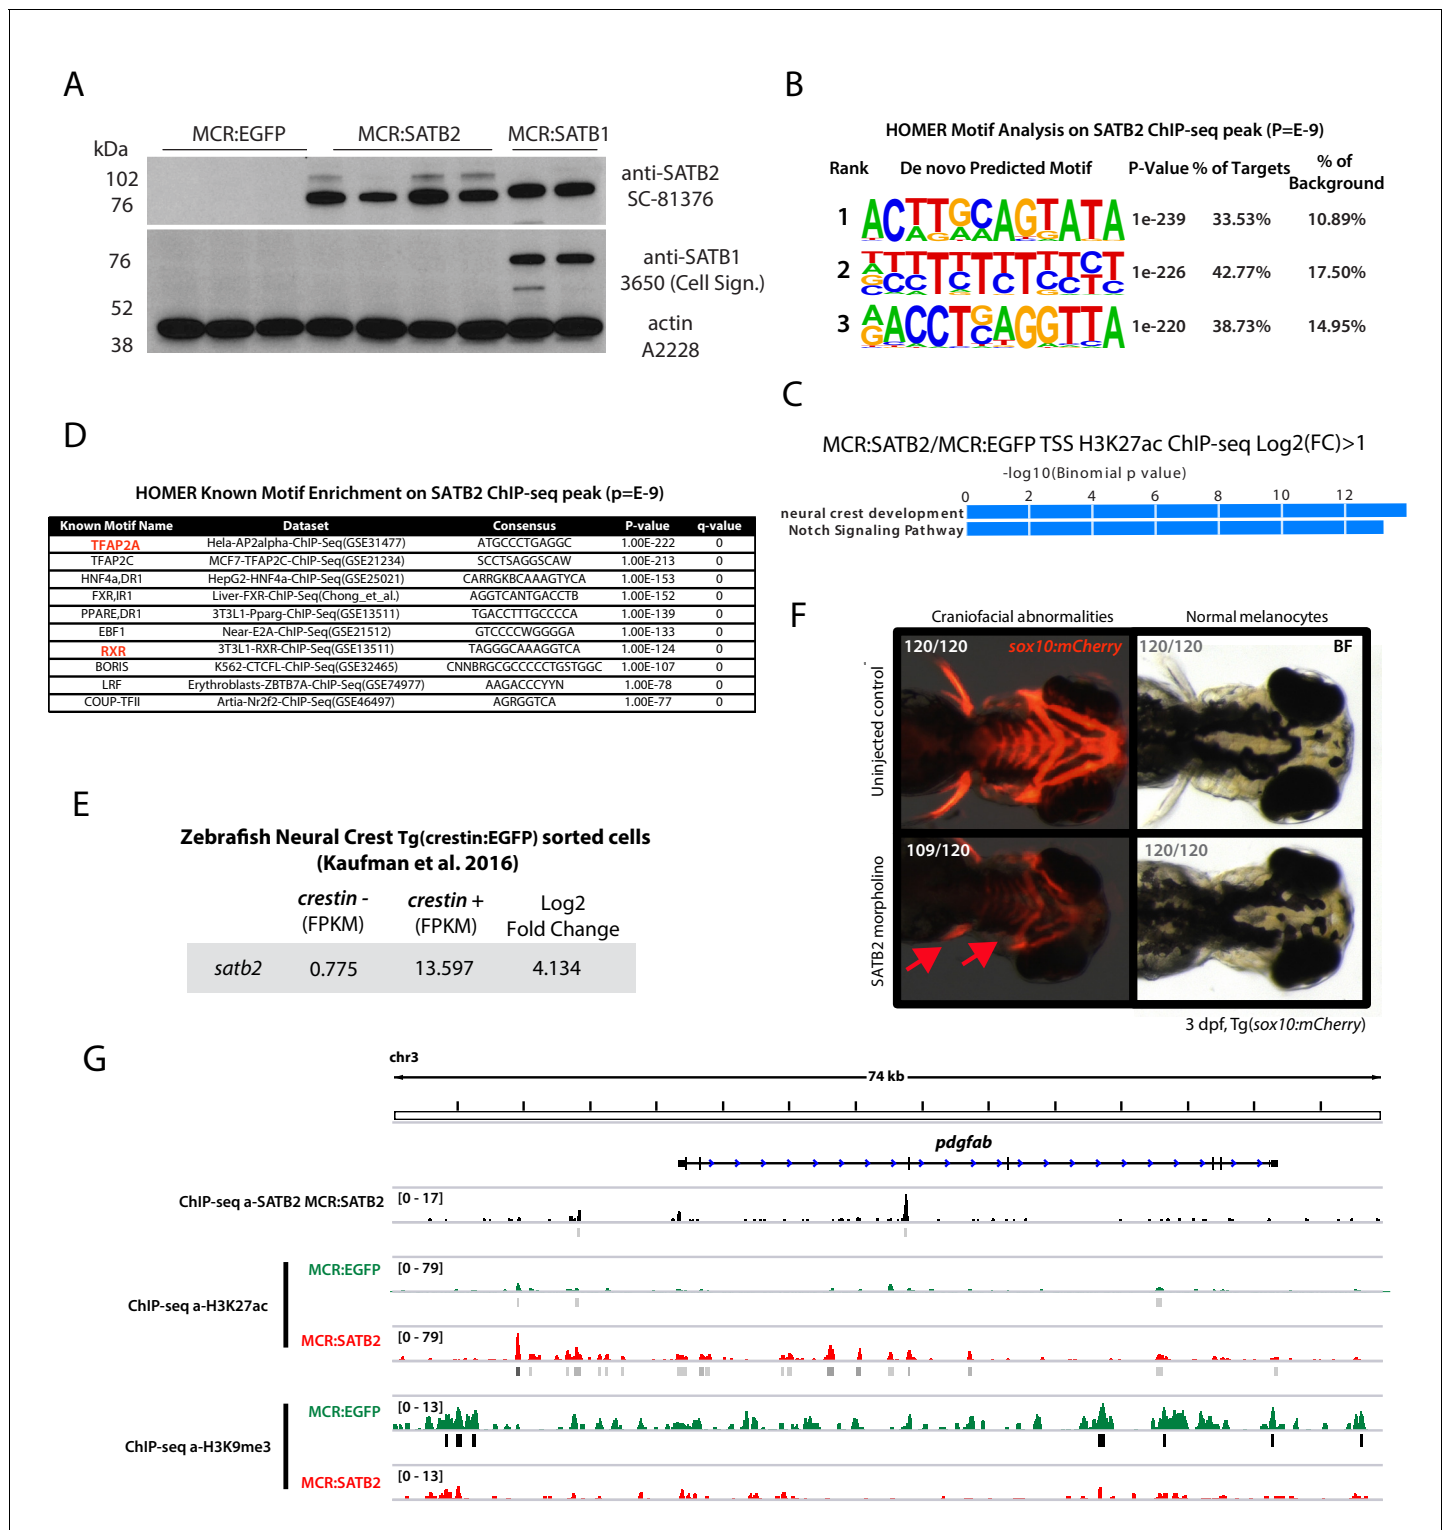 A
MCR:EGFP MCR:SATB2 MCR:SATB1
kDa
102
76
anti-SATB2
SC-81376
76
52
38
anti-SATB1
3650 (Cell Sign.)
actin
A2228
B
HOMER Motif Analysis on SATB2 ChIP-seq peak (P=E-9)
Rank De novo Predicted Motif P-Value % of Targets % of Background
1 ACTTGCAGTATA 1e-239 33.53% 10.89%
2 TTTTTTTTTTCT 1e-226 42.77% 17.50%
3 AACCTGAGGTTA 1e-220 38.73% 14.95%
C
MCR:SATB2/MCR:EGFP TSS H3K27ac ChIP-seq Log2(FC)>1
-log10(Binomial p value)
0 2 4 6 8 10 12
neural crest development
Notch Signaling Pathway
D
HOMER Known Motif Enrichment on SATB2 ChIP-seq peak (p=E-9)
Known Motif Name Dataset Consensus P-value q-value
TFAP2A Hela-AP2alpha-ChIP-Seq(GSE31477) ATGCCCTGAGGC 1.00E-222 0
TFAP2C MCF7-TFAP2C-ChIP-Seq(GSE21234) SCCTSAGGSCAW 1.00E-213 0
HNF4a,DR1 HepG2-HNF4a-ChIP-Seq(GSE25021) CARRGKBCAAAGTYCA 1.00E-153 0
FXR,IR1 Liver-FXR-ChIP-Seq(Chong_et_al.) AGGTCANTGACCTB 1.00E-152 0
PPARE,DR1 3T3L1-Pparg-ChIP-Seq(GSE13511) TGACCTTTGCCCCA 1.00E-139 0
EBF1 Near-E2A-ChIP-Seq(GSE21512) GTCCCCWGGGGA 1.00E-133 0
RXR 3T3L1-RXR-ChIP-Seq(GSE13511) TAGGGCAAAGGTCA 1.00E-124 0
BORIS K562-CTCFL-ChIP-Seq(GSE32465) CNNBRGCGCCCCCTGSTGGC 1.00E-107 0
LRF Erythroblasts-ZBTB7A-ChIP-Seq(GSE74977) AAGACCCYYN 1.00E-78 0
COUP-TFII Artia-Nr2f2-ChIP-Seq(GSE46497) AGRGGTCA 1.00E-77 0
E
Zebrafish Neural Crest Tg(crestin:EGFP) sorted cells
(Kaufman et al. 2016)
crestin - (FPKM) crestin + (FPKM) Log2 Fold Change
satb2 0.775 13.597 4.134
F
Craniofacial abnormalities Normal melanocytes
Uninjected control
120/120 sox10:mCherry 120/120 BF
SATB2 morpholino
109/120 120/120
3 dpf, Tg(sox10:mCherry)
G
chr3
74 kb
pdgfab
ChIP-seq a-SATB2 MCR:SATB2 [0 - 17]
ChIP-seq a-H3K27ac
MCR:EGFP [0 - 79]
MCR:SATB2 [0 - 79]
ChIP-seq a-H3K9me3
MCR:EGFP [0 - 13]
MCR:SATB2 [0 - 13]